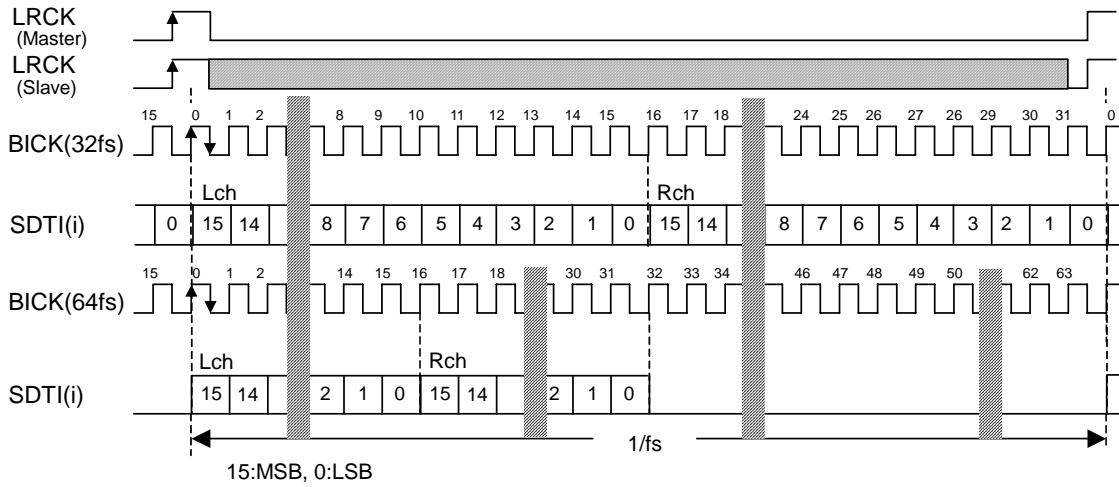 LRCK
(Master)
LRCK
(Slave)
15 0 1 2 8 9 10 11 12 13 14 15 16 17 18 24 25 26 27 26 29 30 31 0
BICK(32fs)
Lch Rch
SDTI(i) 0 15 14 8 7 6 5 4 3 2 1 0 15 14 8 7 6 5 4 3 2 1 0
15 0 1 2 14 15 16 17 18 30 31 32 33 34 46 47 48 49 50 62 63
BICK(64fs)
Lch Rch
SDTI(i) 15 14 2 1 0 15 14 2 1 0
1/fs
15:MSB, 0:LSB